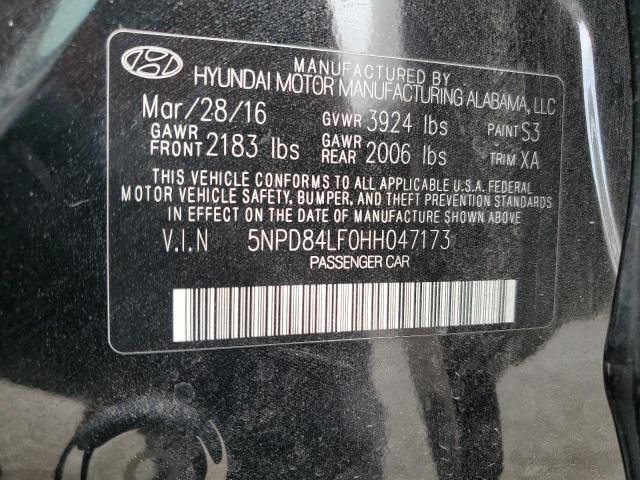 MANUFACTURED BY
HYUNDAI MOTOR MANUFACTURING ALABAMA, LLC
Mar/28/16 GVWR 3924 lbs PAINT S3
GAWR FRONT 2183 lbs GAWR REAR 2006 lbs TRIM XA
THIS VEHICLE CONFORMS TO ALL APPLICABLE U.S.A. FEDERAL
MOTOR VEHICLE SAFETY, BUMPER, AND THEFT PREVENTION STANDARDS
IN EFFECT ON THE DATE OF MANUFACTURE SHOWN ABOVE
V.I.N 5NPD84LF0HH047173
PASSENGER CAR